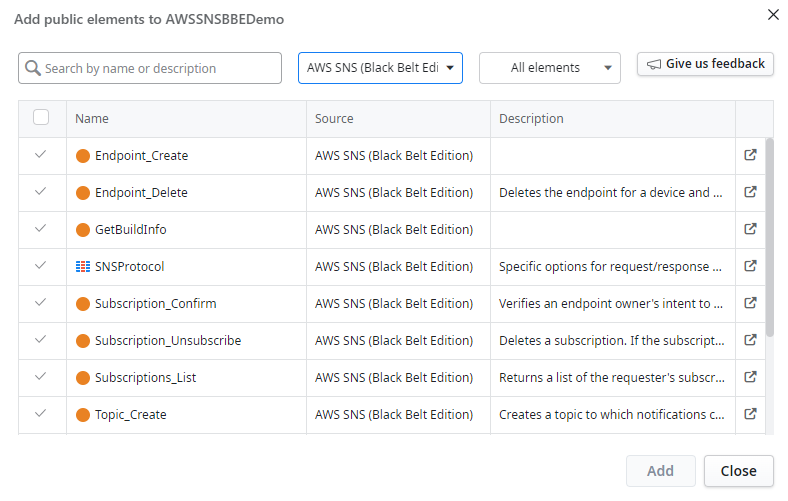 Add public elements to AWSSNSBBEDemo
Search by name or description
AWS SNS (Black Belt Edi
All elements
Give us feedback
Name Source Description
Endpoint_Create AWS SNS (Black Belt Edition)
Endpoint_Delete AWS SNS (Black Belt Edition) Deletes the endpoint for a device and ...
GetBuildInfo AWS SNS (Black Belt Edition)
SNSProtocol AWS SNS (Black Belt Edition) Specific options for request/response ...
Subscription_Confirm AWS SNS (Black Belt Edition) Verifies an endpoint owner's intent to ...
Subscription_Unsubscribe AWS SNS (Black Belt Edition) Deletes a subscription. If the subscript...
Subscriptions_List AWS SNS (Black Belt Edition) Returns a list of the requester's subscr...
Topic_Create AWS SNS (Black Belt Edition) Creates a topic to which notifications c...
Add Close